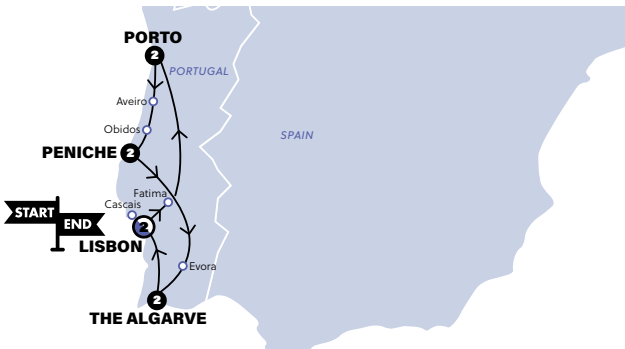 PORTO
2
PORTUGAL
Aveiro
Obidos
SPAIN
PENICHE
2
Fatima
Cascais
START
END
2
LISBON
Evora
2
THE ALGARVE